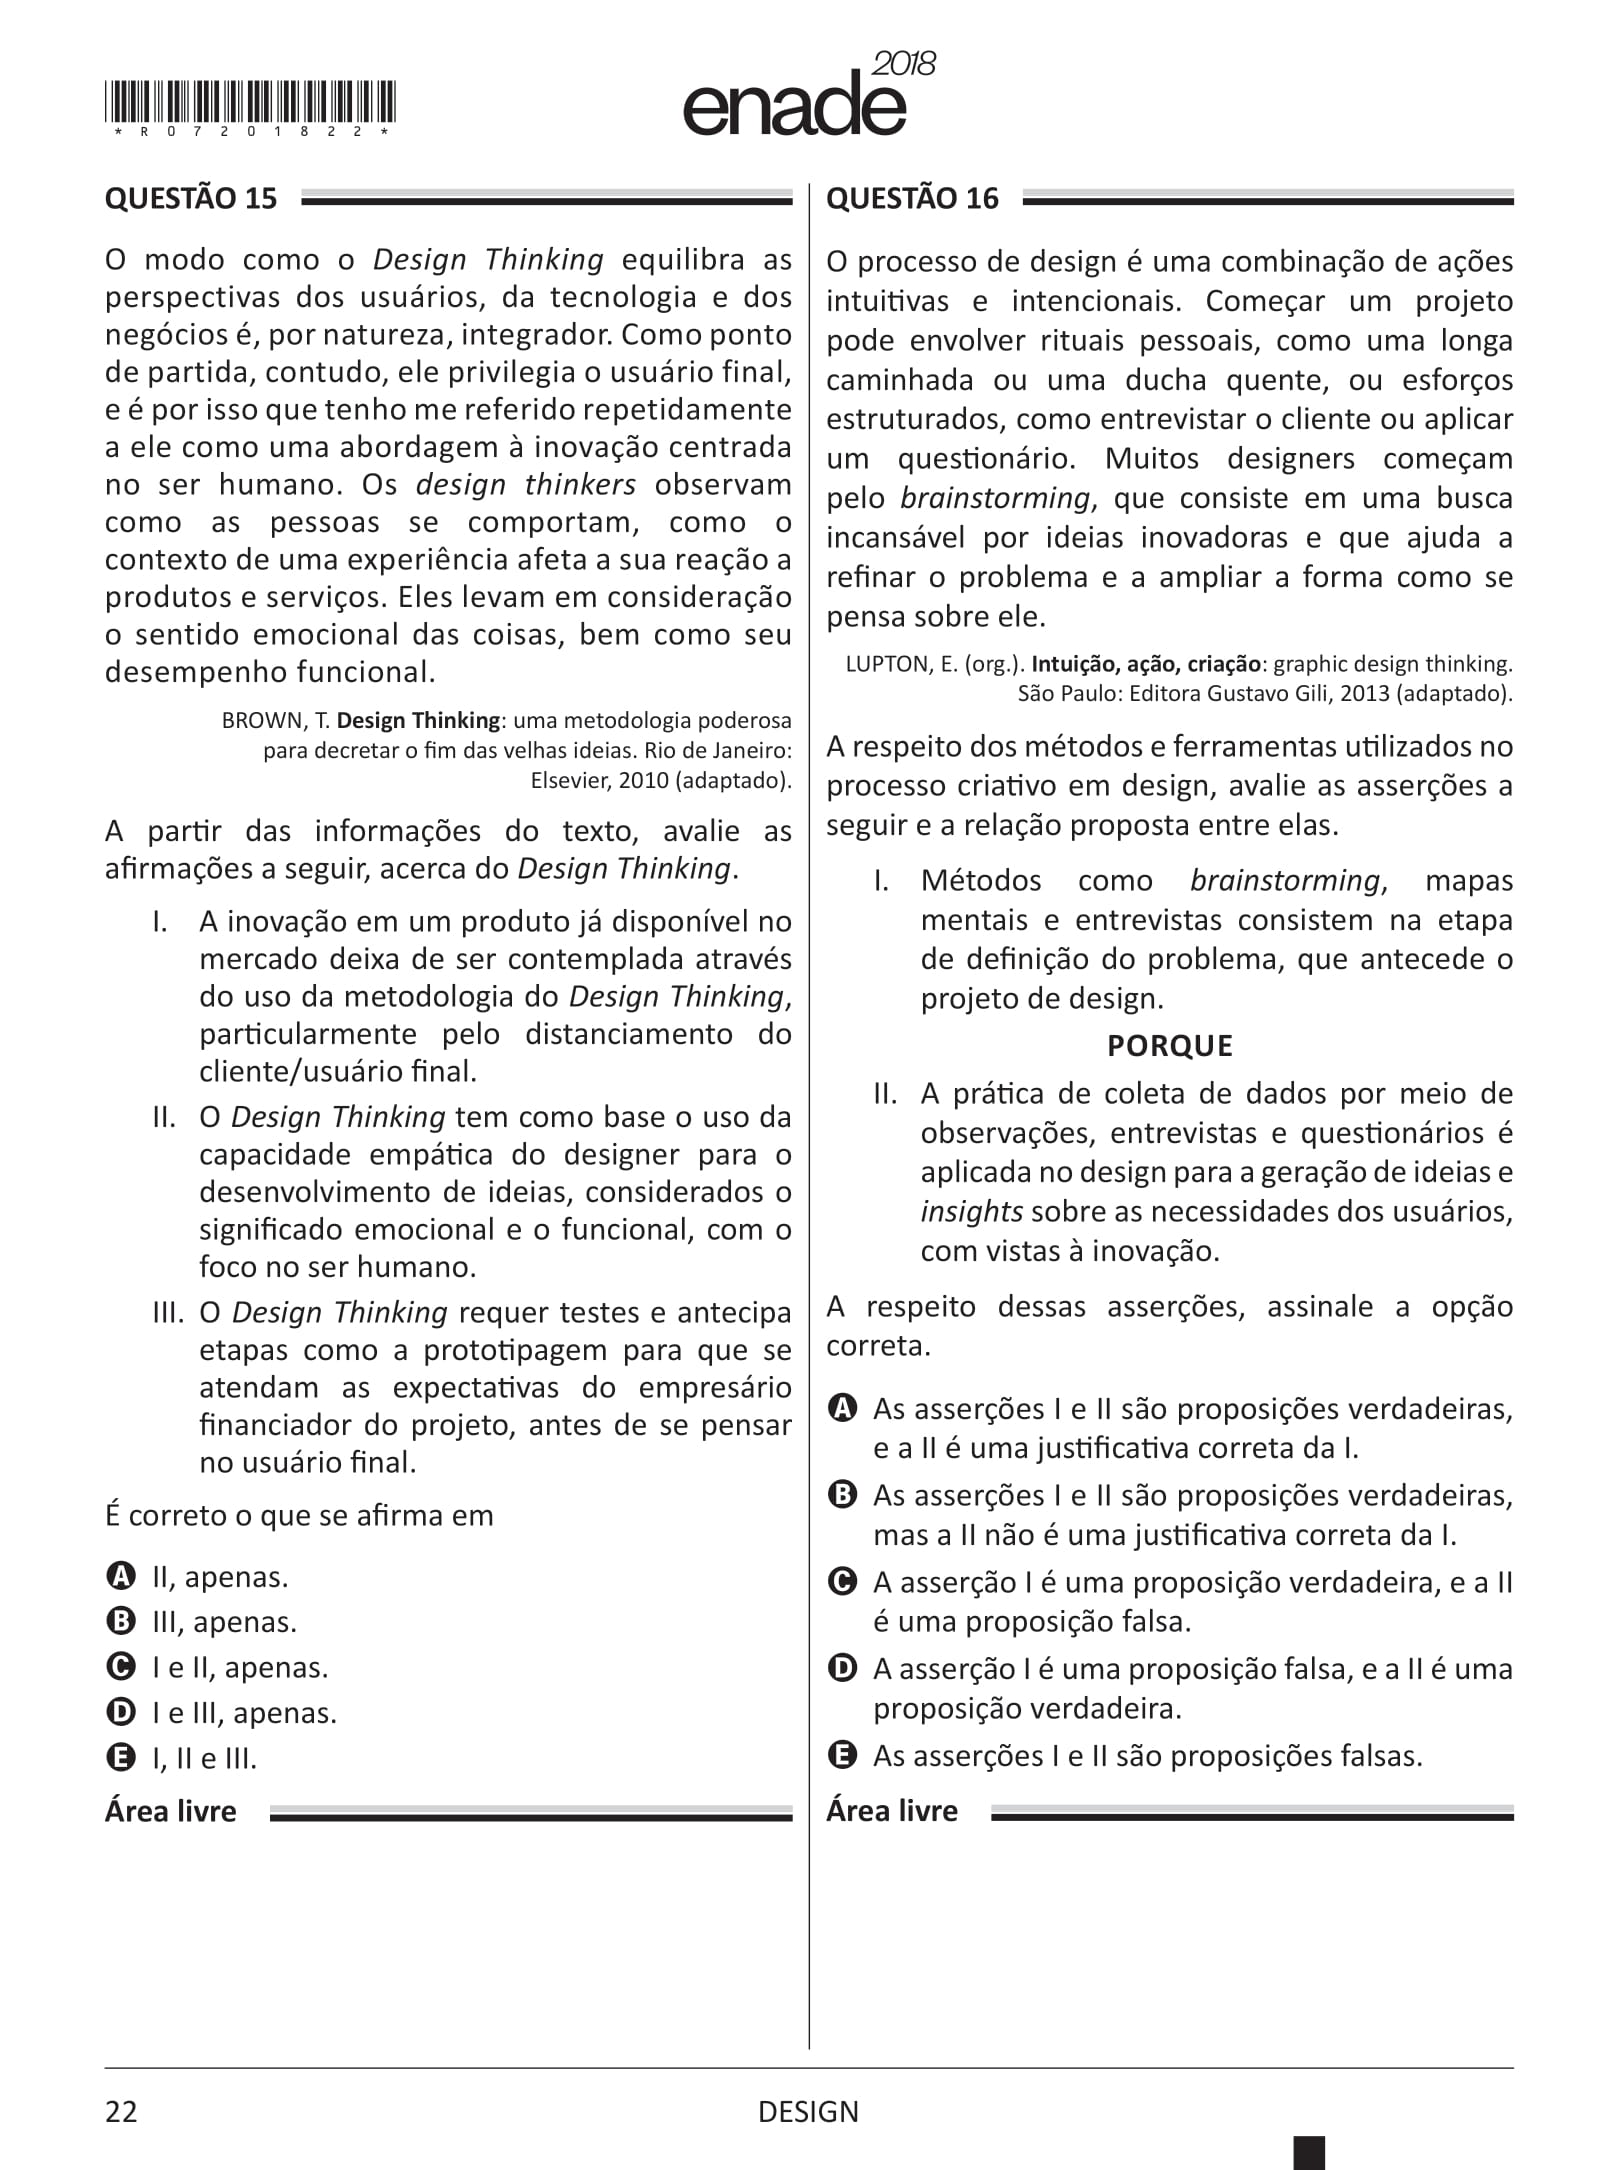 enade 2018
* R 0 7 2 0 1 8 2 2 *
QUESTÃO 15
O modo como o Design Thinking equilibra as
perspectivas dos usuários, da tecnologia e dos
negócios é, por natureza, integrador. Como ponto
de partida, contudo, ele privilegia o usuário final,
e é por isso que tenho me referido repetidamente
a ele como uma abordagem à inovação centrada
no ser humano. Os design thinkers observam
como as pessoas se comportam, como o
contexto de uma experiência afeta a sua reação a
produtos e serviços. Eles levam em consideração
o sentido emocional das coisas, bem como seu
desempenho funcional.
BROWN, T. Design Thinking: uma metodologia poderosa
para decretar o fim das velhas ideias. Rio de Janeiro:
Elsevier, 2010 (adaptado).
A partir das informações do texto, avalie as
afirmações a seguir, acerca do Design Thinking.
I. A inovação em um produto já disponível no
mercado deixa de ser contemplada através
do uso da metodologia do Design Thinking,
particularmente pelo distanciamento do
cliente/usuário final.
II. O Design Thinking tem como base o uso da
capacidade empática do designer para o
desenvolvimento de ideias, considerados o
significado emocional e o funcional, com o
foco no ser humano.
III. O Design Thinking requer testes e antecipa
etapas como a prototipagem para que se
atendam as expectativas do empresário
financiador do projeto, antes de se pensar
no usuário final.
É correto o que se afirma em
A II, apenas.
B III, apenas.
C I e II, apenas.
D I e III, apenas.
E I, II e III.
Área livre
QUESTÃO 16
O processo de design é uma combinação de ações
intuitivas e intencionais. Começar um projeto
pode envolver rituais pessoais, como uma longa
caminhada ou uma ducha quente, ou esforços
estruturados, como entrevistar o cliente ou aplicar
um questionário. Muitos designers começam
pelo brainstorming, que consiste em uma busca
incansável por ideias inovadoras e que ajuda a
refinar o problema e a ampliar a forma como se
pensa sobre ele.
LUPTON, E. (org.). Intuição, ação, criação: graphic design thinking.
São Paulo: Editora Gustavo Gili, 2013 (adaptado).
A respeito dos métodos e ferramentas utilizados no
processo criativo em design, avalie as asserções a
seguir e a relação proposta entre elas.
I. Métodos como brainstorming, mapas
mentais e entrevistas consistem na etapa
de definição do problema, que antecede o
projeto de design.
PORQUE
II. A prática de coleta de dados por meio de
observações, entrevistas e questionários é
aplicada no design para a geração de ideias e
insights sobre as necessidades dos usuários,
com vistas à inovação.
A respeito dessas asserções, assinale a opção
correta.
A As asserções I e II são proposições verdadeiras,
e a II é uma justificativa correta da I.
B As asserções I e II são proposições verdadeiras,
mas a II não é uma justificativa correta da I.
C A asserção I é uma proposição verdadeira, e a II
é uma proposição falsa.
D A asserção I é uma proposição falsa, e a II é uma
proposição verdadeira.
E As asserções I e II são proposições falsas.
Área livre
22
DESIGN